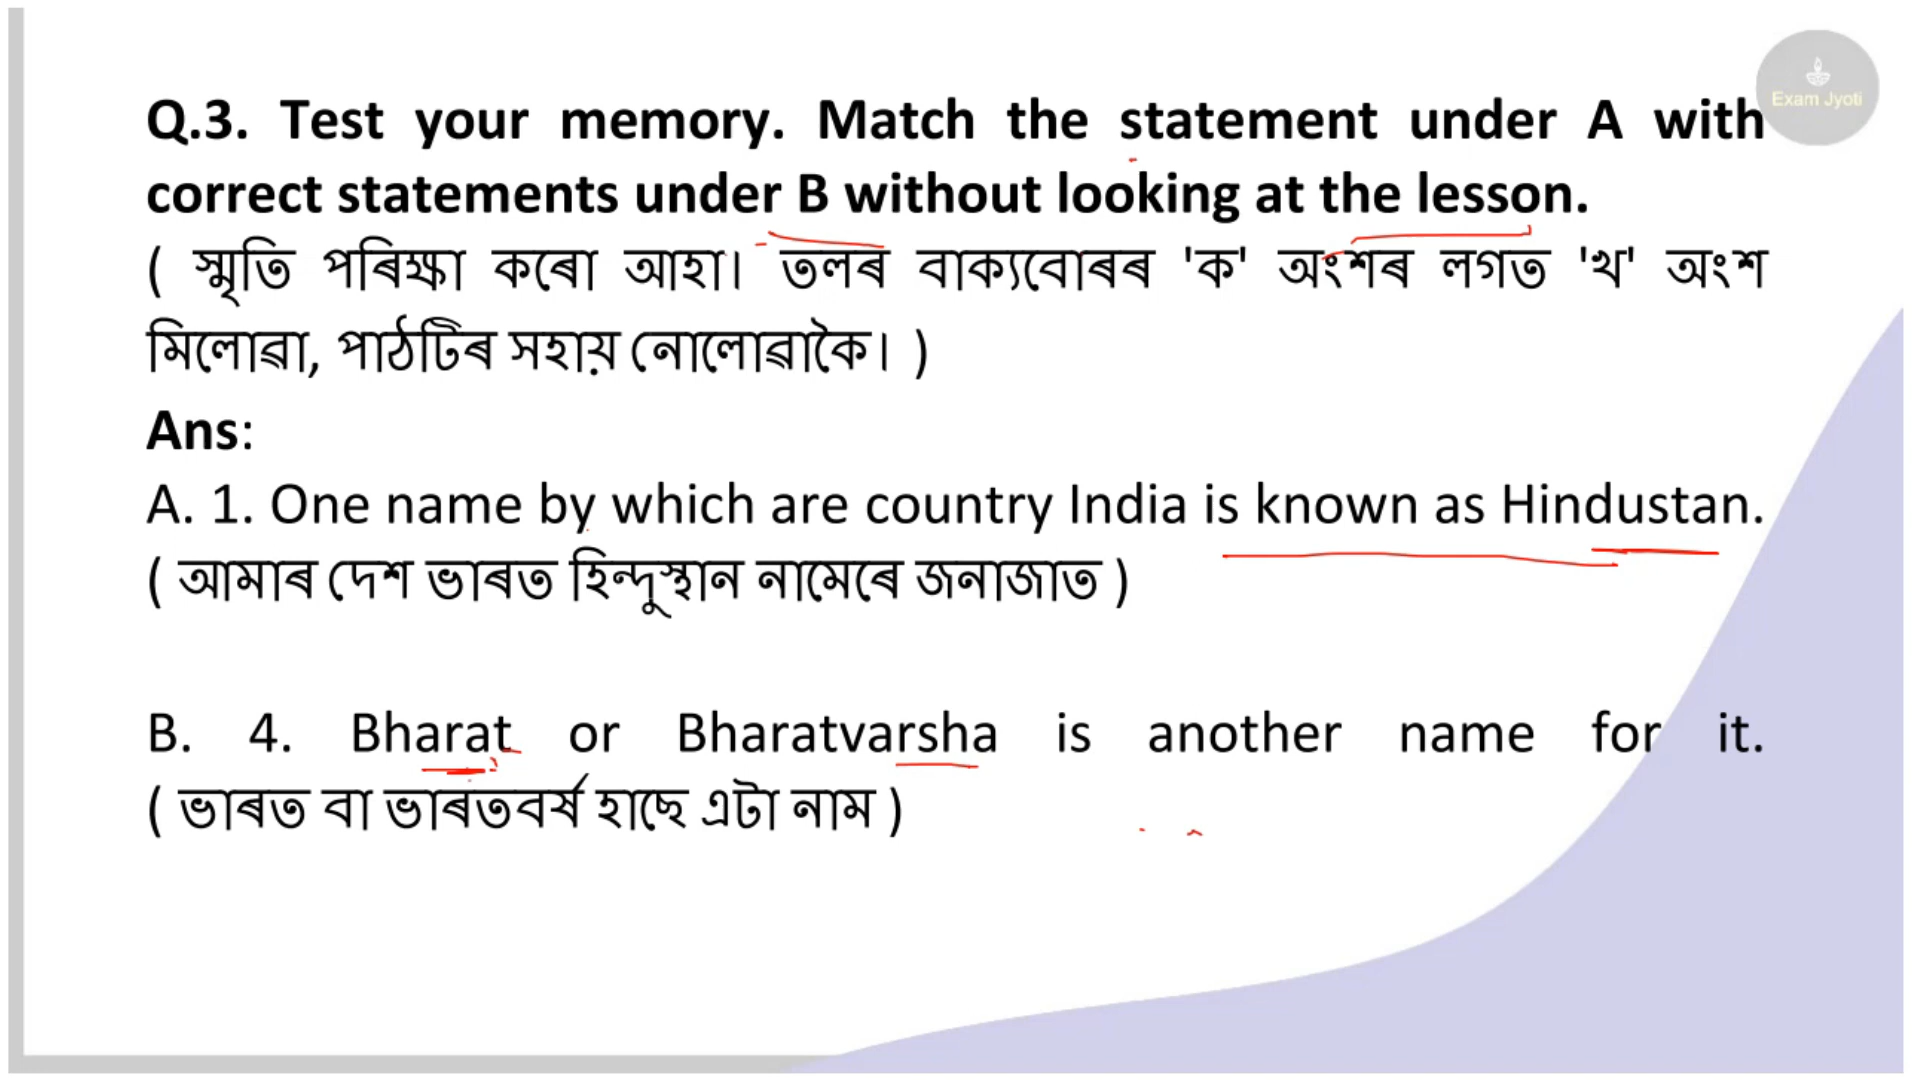 Exam Jyoti
Q.3. Test your memory. Match the statement under A with
correct statements under B without looking at the lesson.
( স্মৃতি পৰিক্ষা কৰো আহা। তলৰ বাক্যবোৰৰ 'ক' অংশৰ লগত 'খ' অংশ
মিলোৱা, পাঠটিৰ সহায় নোলোৱাকৈ। )
Ans:
A. 1. One name by which are country India is known as Hindustan.
( আমাৰ দেশ ভাৰত হিন্দুস্থান নামেৰে জনাজাত )
B. 4. Bharat or Bharatvarsha is another name for it.
( ভাৰত বা ভাৰতবৰ্ষ হাছে এটা নাম )